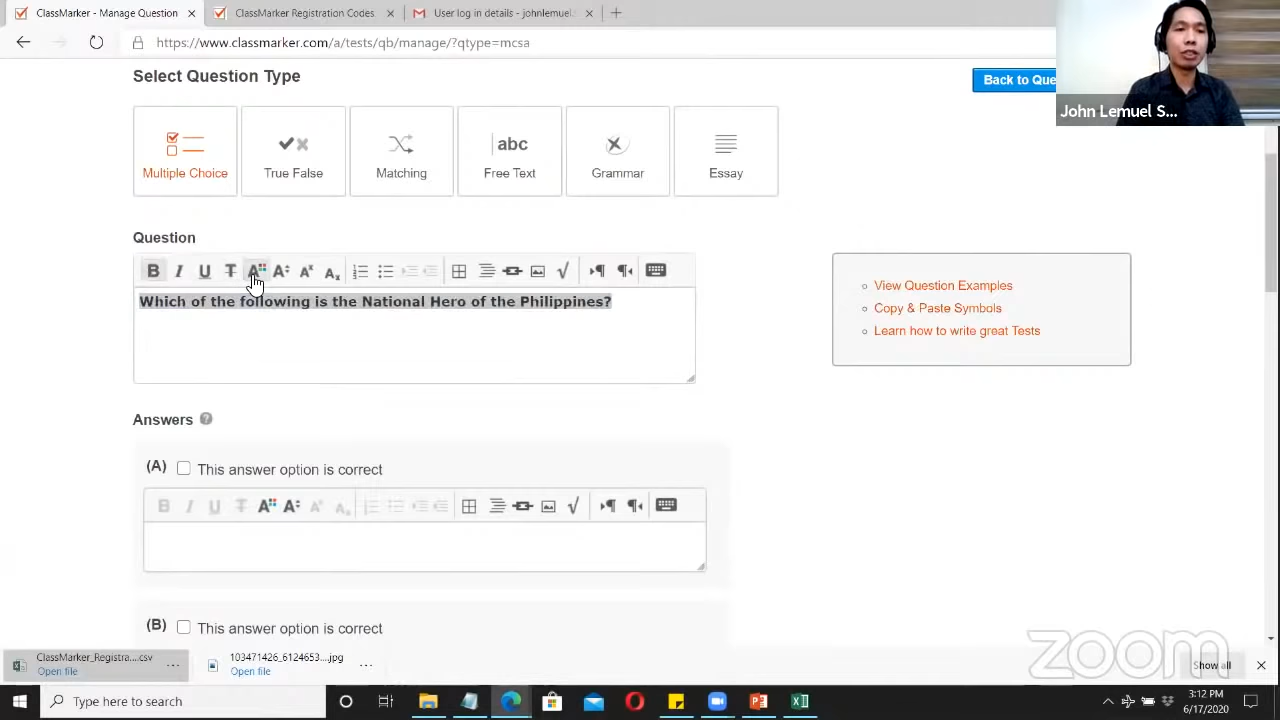 ClassMarker - Manage Question
ClassMarker Registration Codes
User log in details - johnlemuel
https://www.classmarker.com/a/tests/qb/manage/?qtype=mcsa
Select Question Type
Back to Que
John Lemuel S...
Multiple Choice
True False
Matching
abc
Free Text
Grammar
Essay
Question
Which of the following is the National Hero of the Philippines?
View Question Examples
Copy & Paste Symbols
Learn how to write great Tests
Answers
(A) This answer option is correct
(B) This answer option is correct
zoom
ClassMarker_Registra....csv
Open file
103471426_6124653....jpg
Open file
Show all
Type here to search
3:12 PM
6/17/2020